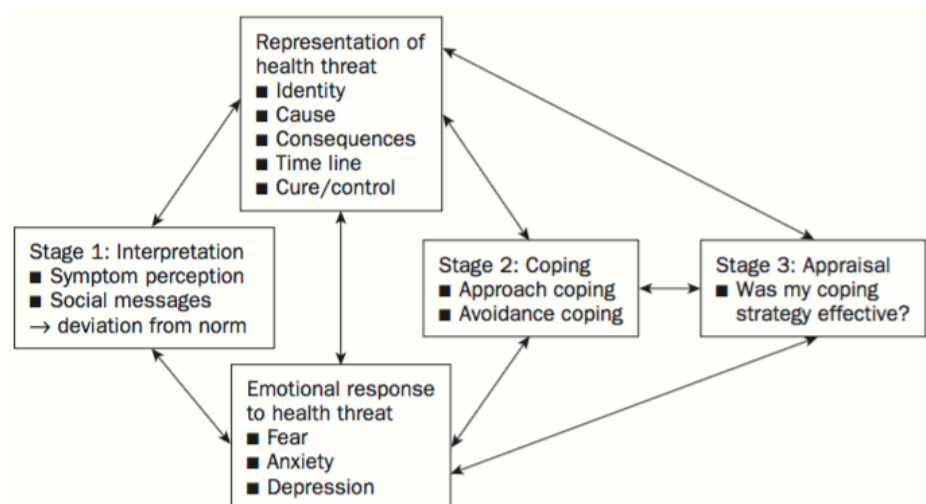 Representation of
health threat
■ Identity
■ Cause
■ Consequences
■ Time line
■ Cure/control
Stage 1: Interpretation
■ Symptom perception
■ Social messages
→ deviation from norm
Stage 2: Coping
■ Approach coping
■ Avoidance coping
Stage 3: Appraisal
■ Was my coping
strategy effective?
Emotional response
to health threat
■ Fear
■ Anxiety
■ Depression